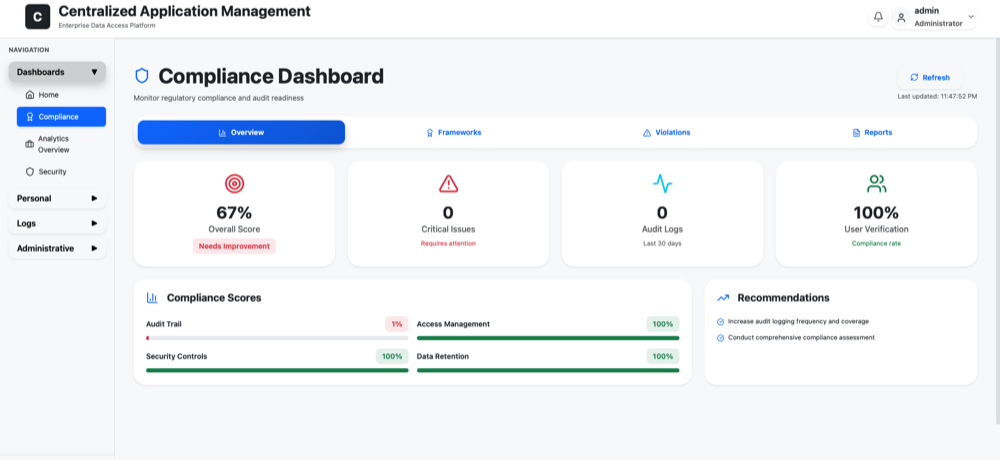 C
Centralized Application Management
Enterprise Data Access Platform
admin
Administrator
NAVIGATION
Dashboards ▼
Home
Compliance
Analytics
Overview
Security
Personal ▶
Logs ▶
Administrative ▶
Compliance Dashboard
Monitor regulatory compliance and audit readiness
Refresh
Last updated: 11:47:52 PM
Overview
Frameworks
Violations
Reports
67%
Overall Score
Needs Improvement
0
Critical Issues
Requires attention
0
Audit Logs
Last 30 days
100%
User Verification
Compliance rate
Compliance Scores
Audit Trail 1%
Access Management 100%
Security Controls 100%
Data Retention 100%
Recommendations
Increase audit logging frequency and coverage
Conduct comprehensive compliance assessment